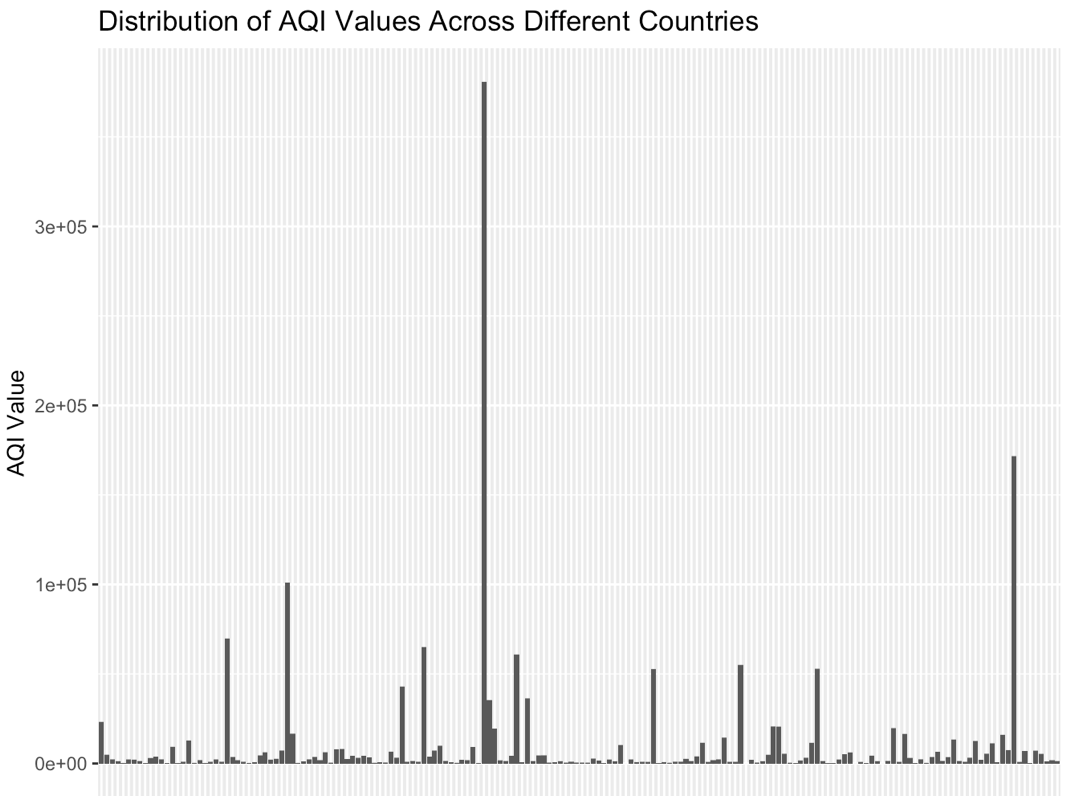 Distribution of AQI Values Across Different Countries
AQI Value
3e+05
2e+05
1e+05
0e+00